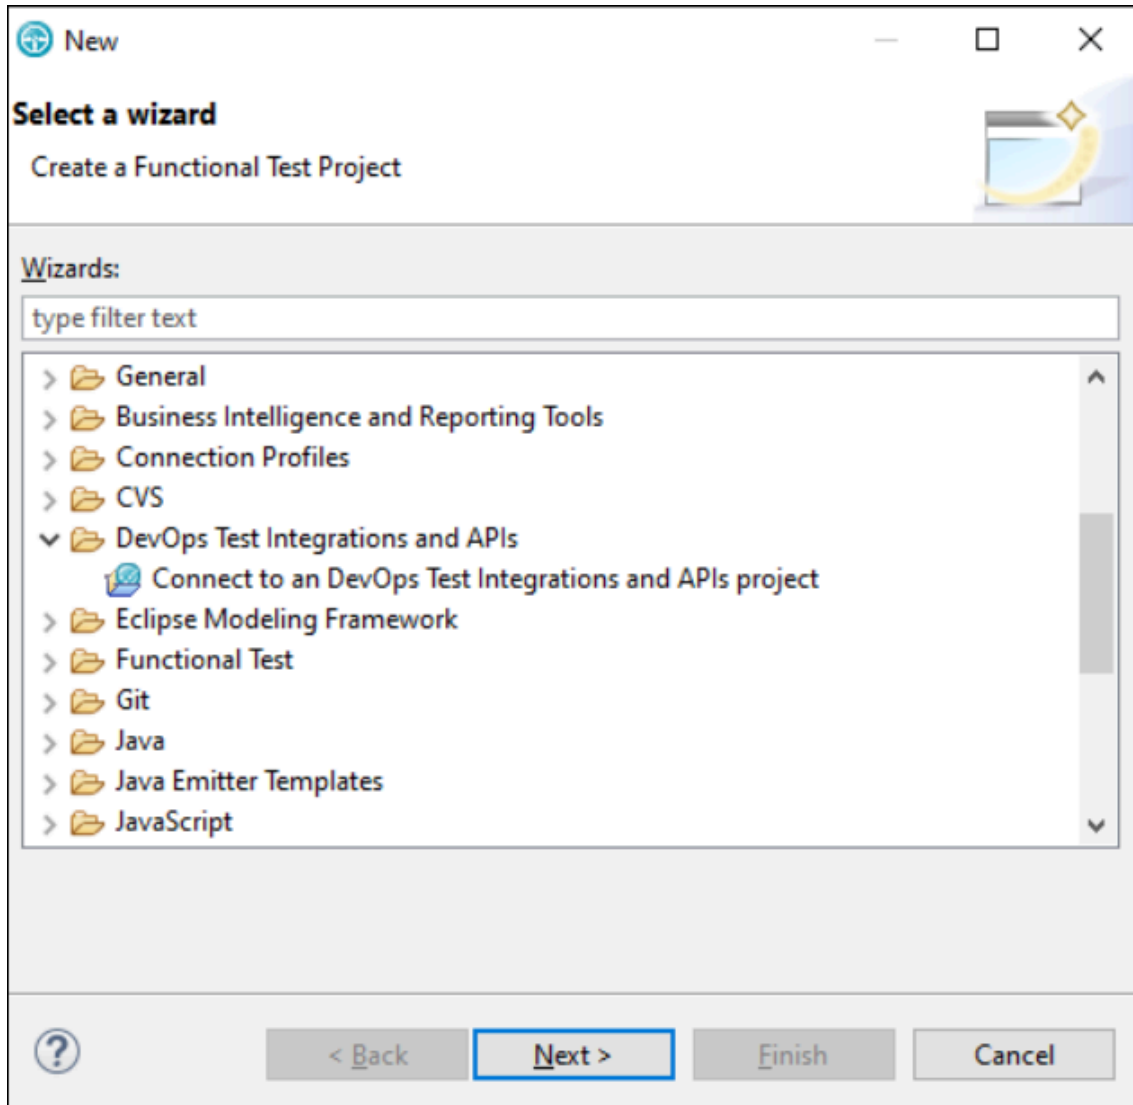 New
Select a wizard
Create a Functional Test Project
Wizards:
type filter text
General
Business Intelligence and Reporting Tools
Connection Profiles
CVS
DevOps Test Integrations and APIs
Connect to an DevOps Test Integrations and APIs project
Eclipse Modeling Framework
Functional Test
Git
Java
Java Emitter Templates
JavaScript
?
< Back
Next >
Finish
Cancel